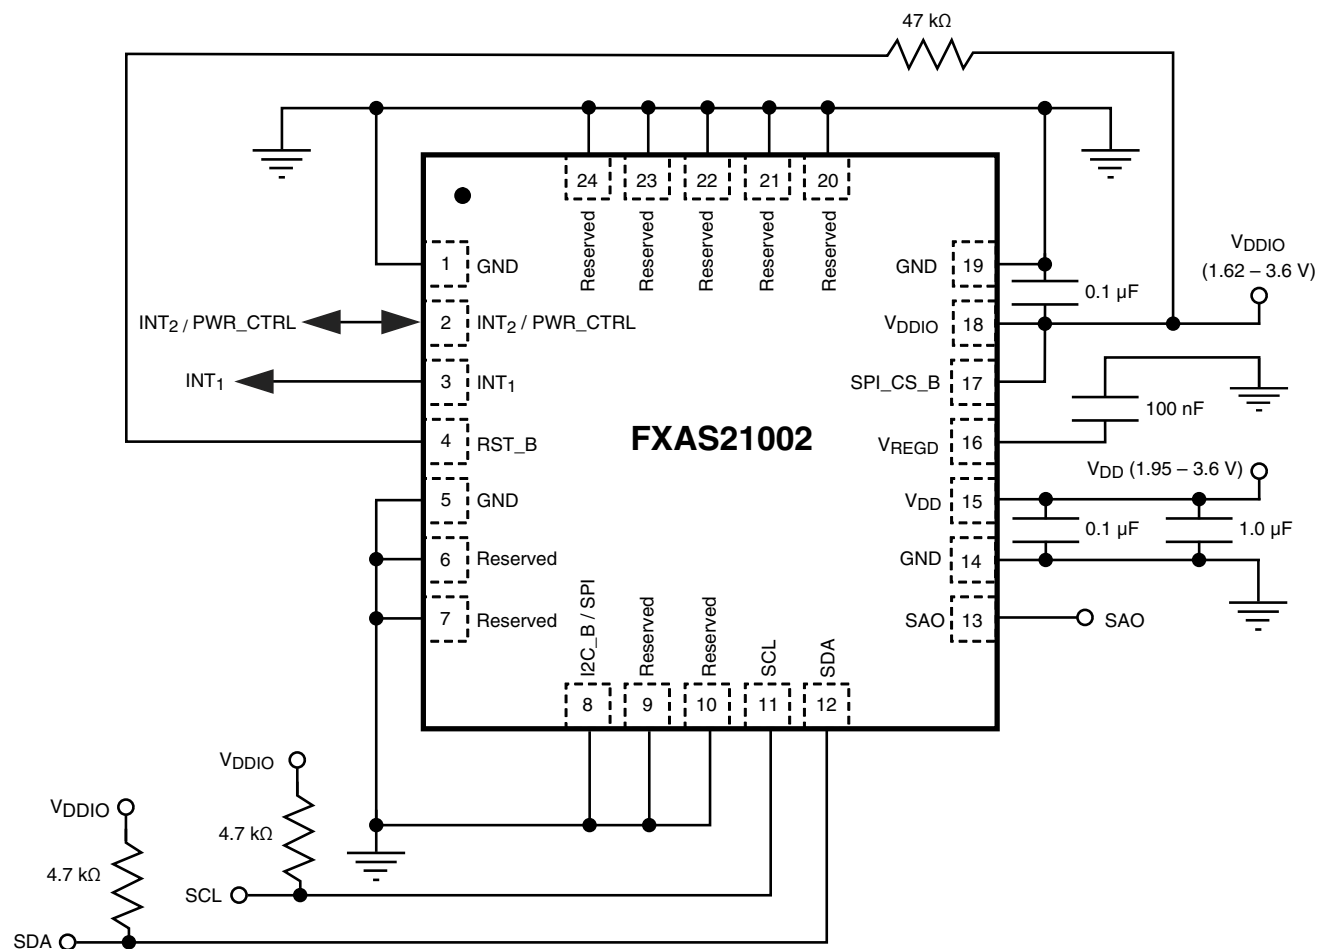 47 kΩ
24
23
22
21
20
Reserved
Reserved
Reserved
Reserved
Reserved
1
GND
INT2 / PWR_CTRL
2
INT2 / PWR_CTRL
INT1
3
INT1
4
RST_B
5
GND
6
Reserved
7
Reserved
FXAS21002
GND
19
0.1 µF
VDDIO
(1.62 – 3.6 V)
VDDIO
18
SPI_CS_B
17
100 nF
VREGD
16
VDD (1.95 – 3.6 V)
VDD
15
0.1 µF
1.0 µF
GND
14
SAO
13
SAO
I2C_B / SPI
Reserved
Reserved
SCL
SDA
8
9
10
11
12
VDDIO
4.7 kΩ
SCL
VDDIO
4.7 kΩ
SDA